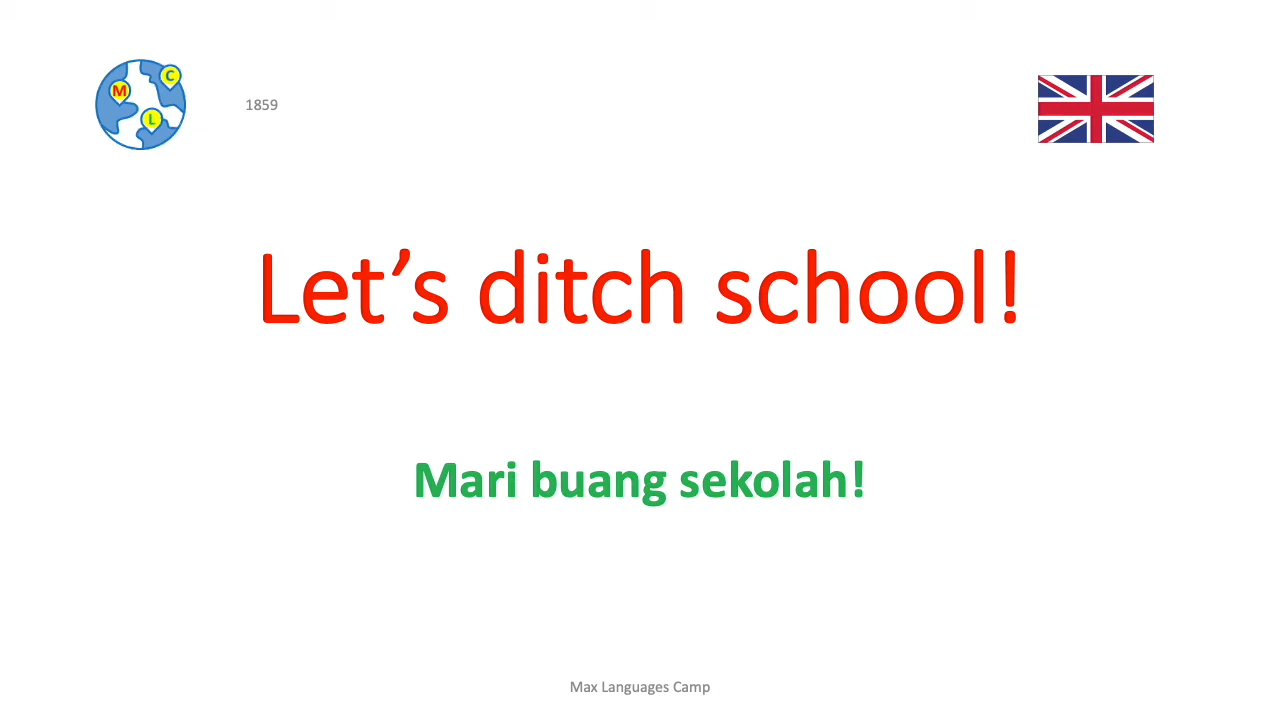 M
C
L
1859
Let’s ditch school!
Mari buang sekolah!
Max Languages Camp